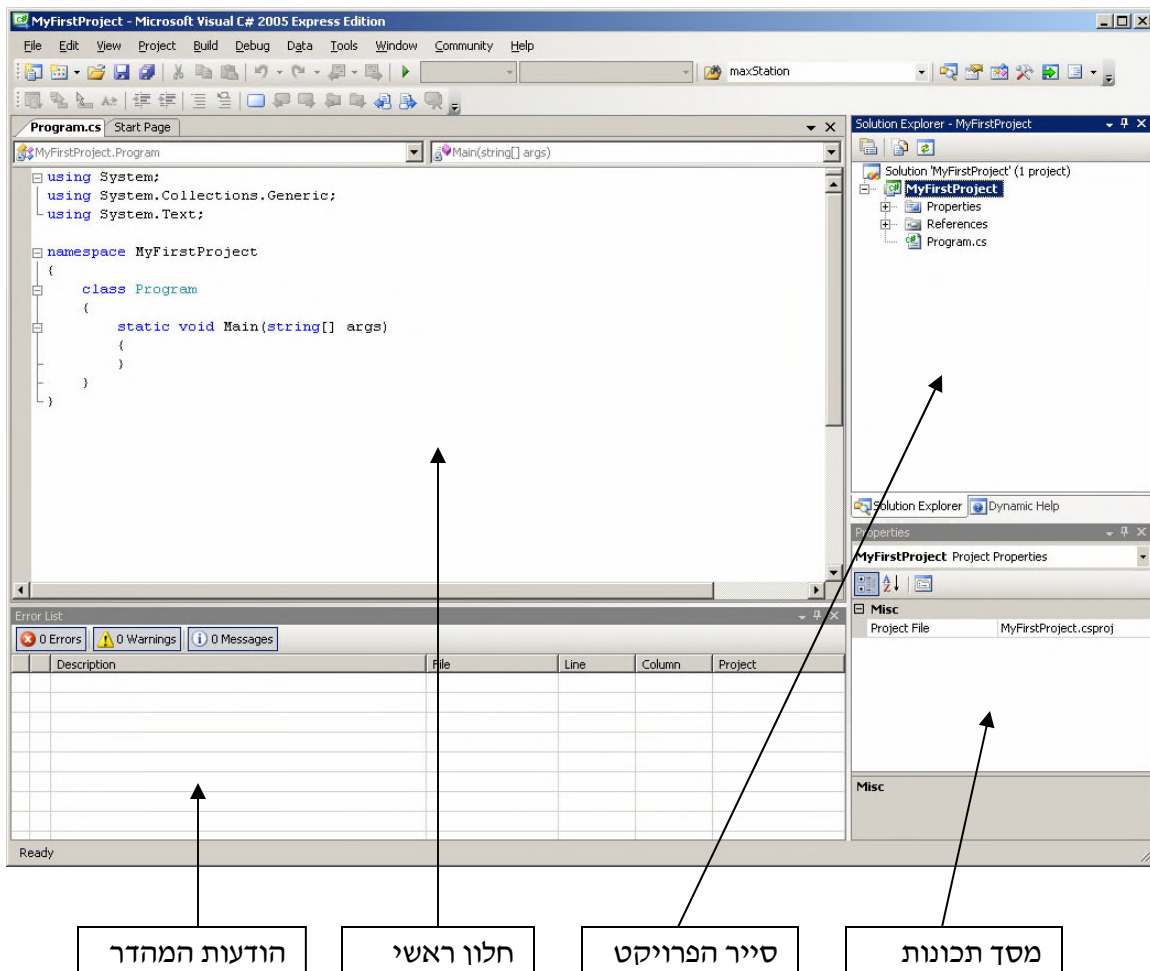 MyFirstProject - Microsoft Visual C# 2005 Express Edition
File Edit View Project Build Debug Data Tools Window Community Help
maxStation
Program.cs Start Page
MyFirstProject.Program
Main(string[] args)
using System;
using System.Collections.Generic;
using System.Text;
namespace MyFirstProject
{
class Program
{
static void Main(string[] args)
{
}
}
}
Solution Explorer - MyFirstProject
Solution 'MyFirstProject' (1 project)
MyFirstProject
Properties
References
Program.cs
Solution Explorer Dynamic Help
Properties
MyFirstProject Project Properties
Misc
Project File MyFirstProject.csproj
Misc
Error List
0 Errors 0 Warnings 0 Messages
Description File Line Column Project
Ready
הודעות המהדר
חלון ראשי
סייר הפרויקט
מסך תכונות